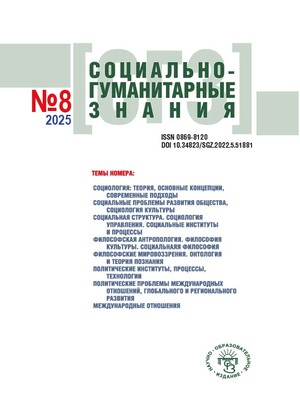 [СГЗ]
СОЦИАЛЬНО-
ГУМАНИТАРНЫЕ
ЗНАНИЯ
№8
2025
ISSN 0869-8120
DOI 10.34823/SGZ.2022.5.51881
ТЕМЫ НОМЕРА:
СОЦИОЛОГИЯ: ТЕОРИЯ, ОСНОВНЫЕ КОНЦЕПЦИИ,
СОВРЕМЕННЫЕ ПОДХОДЫ
СОЦИАЛЬНЫЕ ПРОБЛЕМЫ РАЗВИТИЯ ОБЩЕСТВА,
СОЦИОЛОГИЯ КУЛЬТУРЫ
СОЦИАЛЬНАЯ СТРУКТУРА. СОЦИОЛОГИЯ
УПРАВЛЕНИЯ. СОЦИАЛЬНЫЕ ИНСТИТУТЫ
И ПРОЦЕССЫ
ФИЛОСОФСКАЯ АНТРОПОЛОГИЯ. ФИЛОСОФИЯ
КУЛЬТУРЫ. СОЦИАЛЬНАЯЯ ФИЛОСОФИЯ
ФИЛОСОФСКИЕ МИРОВОЗЗРЕНИЯ. ОНТОЛОГИЯ
И ТЕОРИЯ ПОЗНАНИЯ
ПОЛИТИЧЕСКИЕ ИНСТИТУТЫ, ПРОЦЕССЫ,
ТЕХНОЛОГИИ
ПОЛИТИЧЕСКИЕ ПРОБЛЕМЫ МЕЖДУНАРОДНЫХ
ОТНОШЕНИЙ, ГЛОБАЛЬНОГО И РЕГИОНАЛЬНОГО
РАЗВИТИЯ
МЕЖДУНАРОДНЫЕ ОТНОШЕНИЯ
НАУЧНО-ОБРАЗОВАТЕЛЬНОЕ
ИЗДАНИЕ